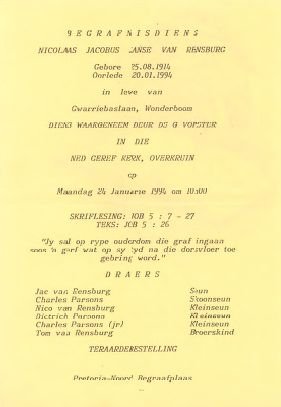 BEGRAFNISDIENS
NICOLAAS JACOBUS JANSE VAN RENSBURG
Gebore 25.08.1914
Oorlede 20.01.1994
in lewe van
Gwarriebaslaan, Wonderboom
DIENS WAARGENEEM DEUR DS G VORSTER
IN DIE
NED GEREF KERK, OVERKRUIN
op
Maandag 24 Januarie 1994 om 10:00
SKRIFLESING: JOB 5 : 7 - 27
TEKS: JOB 5 : 26
"Jy sal op rype ouderdom die graf ingaan
soos 'n gerf wat op sy tyd na die dorsvloer toe
gebring word."
DRAERS
Jac van Rensburg Seun
Charles Parsons Skoonseun
Nico van Rensburg Kleinseun
Dietrich Parsons Kleinseun
Charles Parsons (jr) Kleinseun
Tom van Rensburg Broerskind
TERAARDEBESTELLING
Pretoria-Noord Begraafplaas